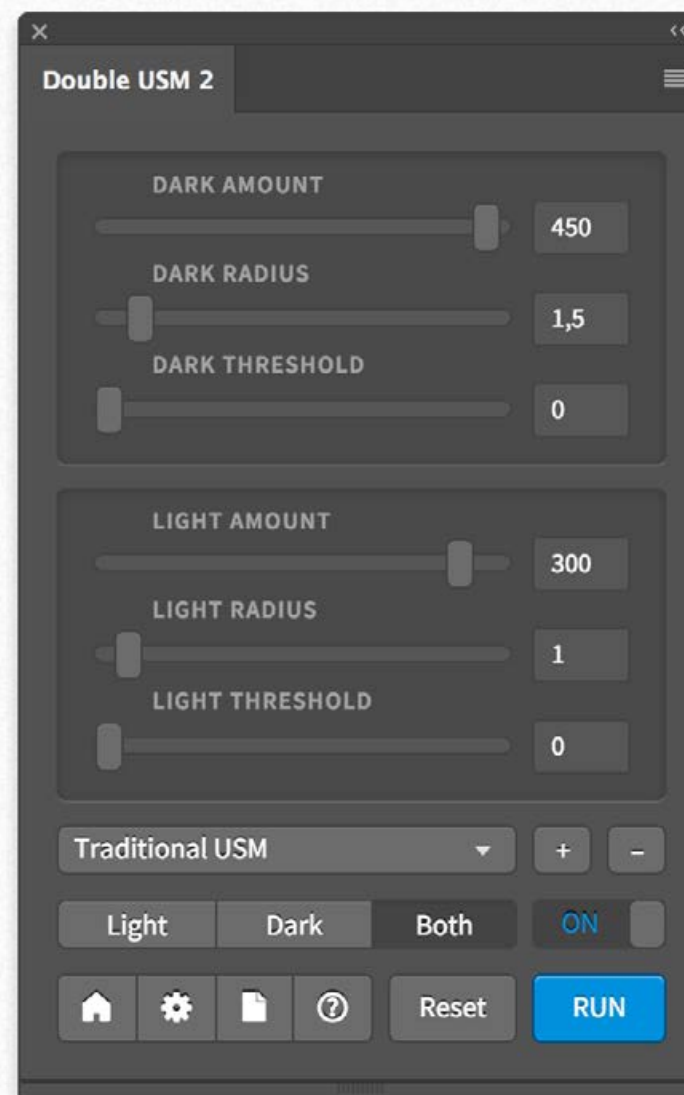 Double USM 2
DARK AMOUNT
450
DARK RADIUS
1,5
DARK THRESHOLD
0
LIGHT AMOUNT
300
LIGHT RADIUS
1
LIGHT THRESHOLD
0
Traditional USM + -
Light Dark Both ON
Reset RUN